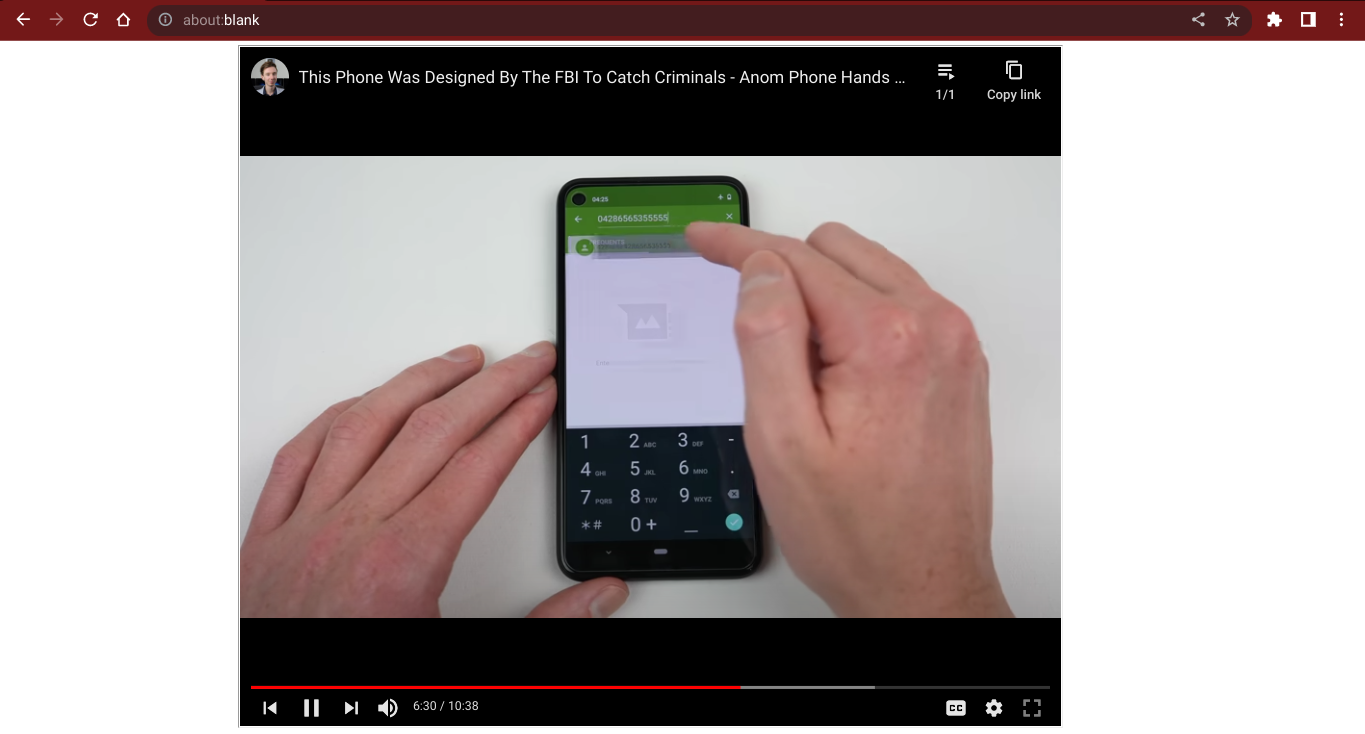 about:blank
This Phone Was Designed By The FBI To Catch Criminals - Anom Phone Hands ...
1/1
Copy link
04:25
04286565355555
1
2 ABC
3 DEF
-
4 GHI
5 JKL
6 MNO
.
7 PQRS
8 TUV
9 WXYZ
*#
0 +
_
6:30 / 10:38
CC